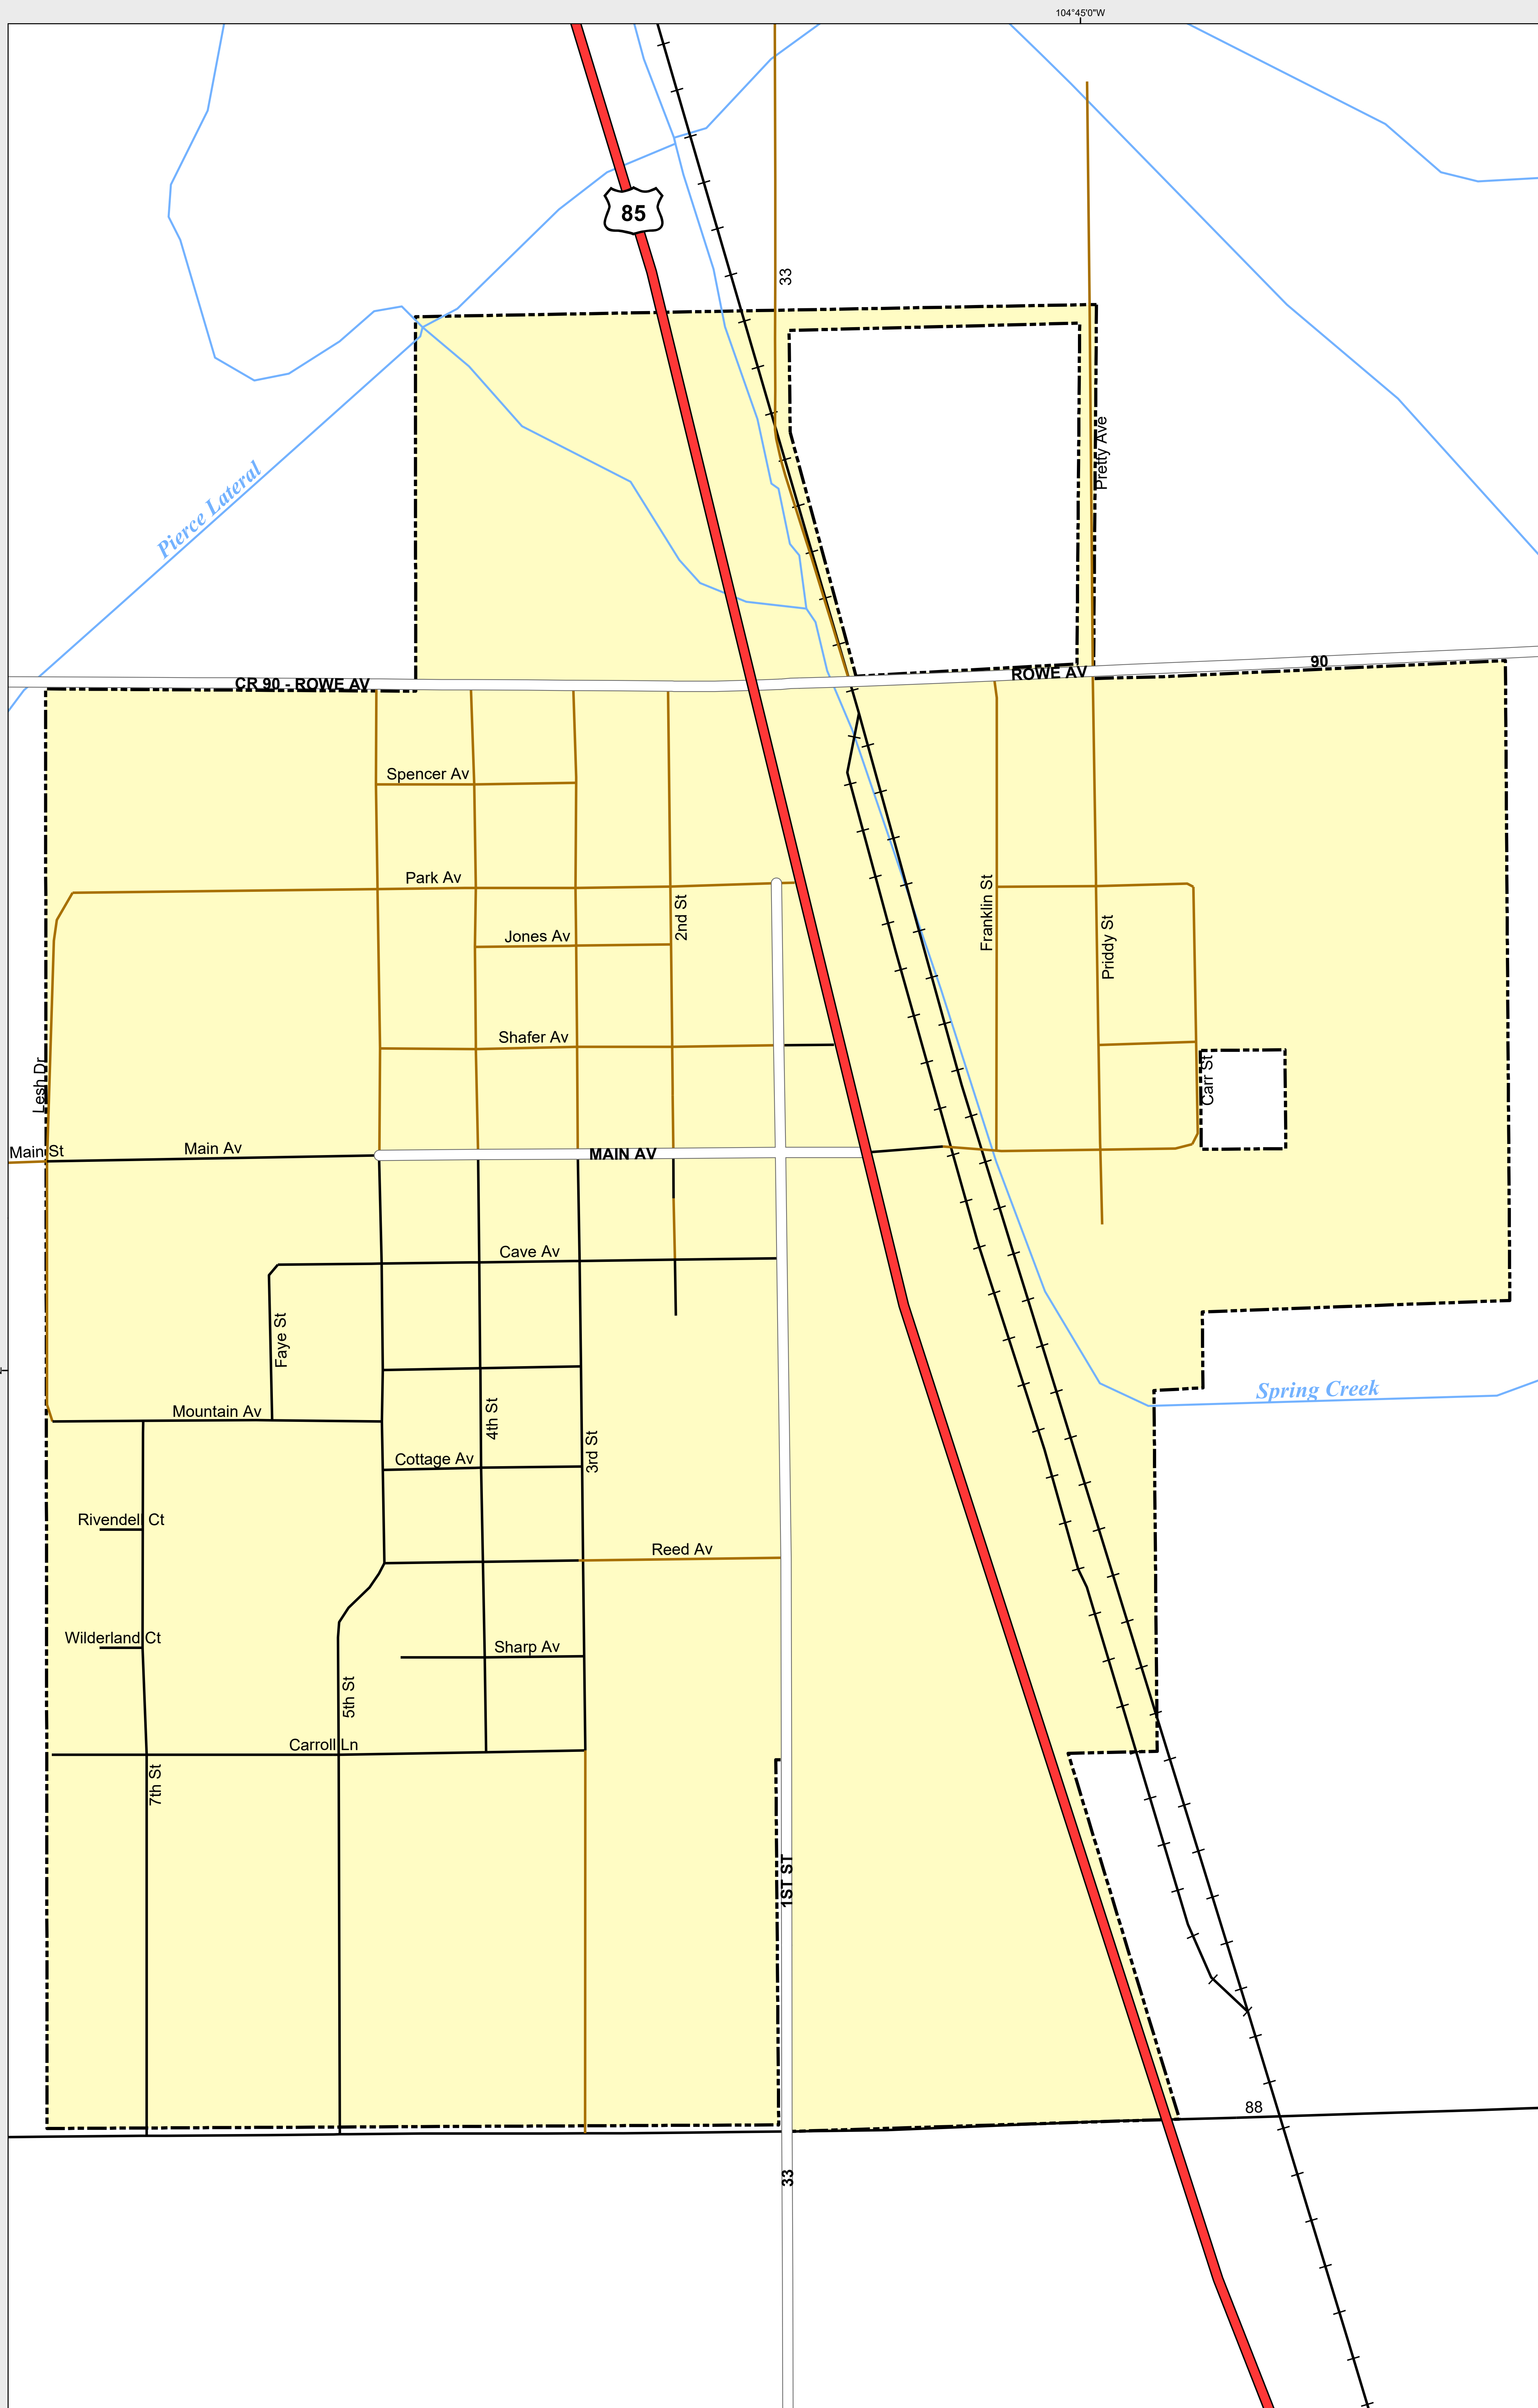 104°45'0"W
85
33
Pretty Ave
Pierce Lateral
90
ROWE AV
CR 90 - ROWE AV
Spencer Av
Park Av
2nd St
Franklin St
Jones Av
Priddy St
Shafer Av
Lesh Dr
Carr St
Main St
Main Av
MAIN AV
Cave Av
Faye St
Spring Creek
Mountain Av
4th St
3rd St
Cottage Av
Rivendell Ct
Reed Av
Wilderland Ct
Sharp Av
5th St
Carroll Ln
7th St
1ST ST
88
33